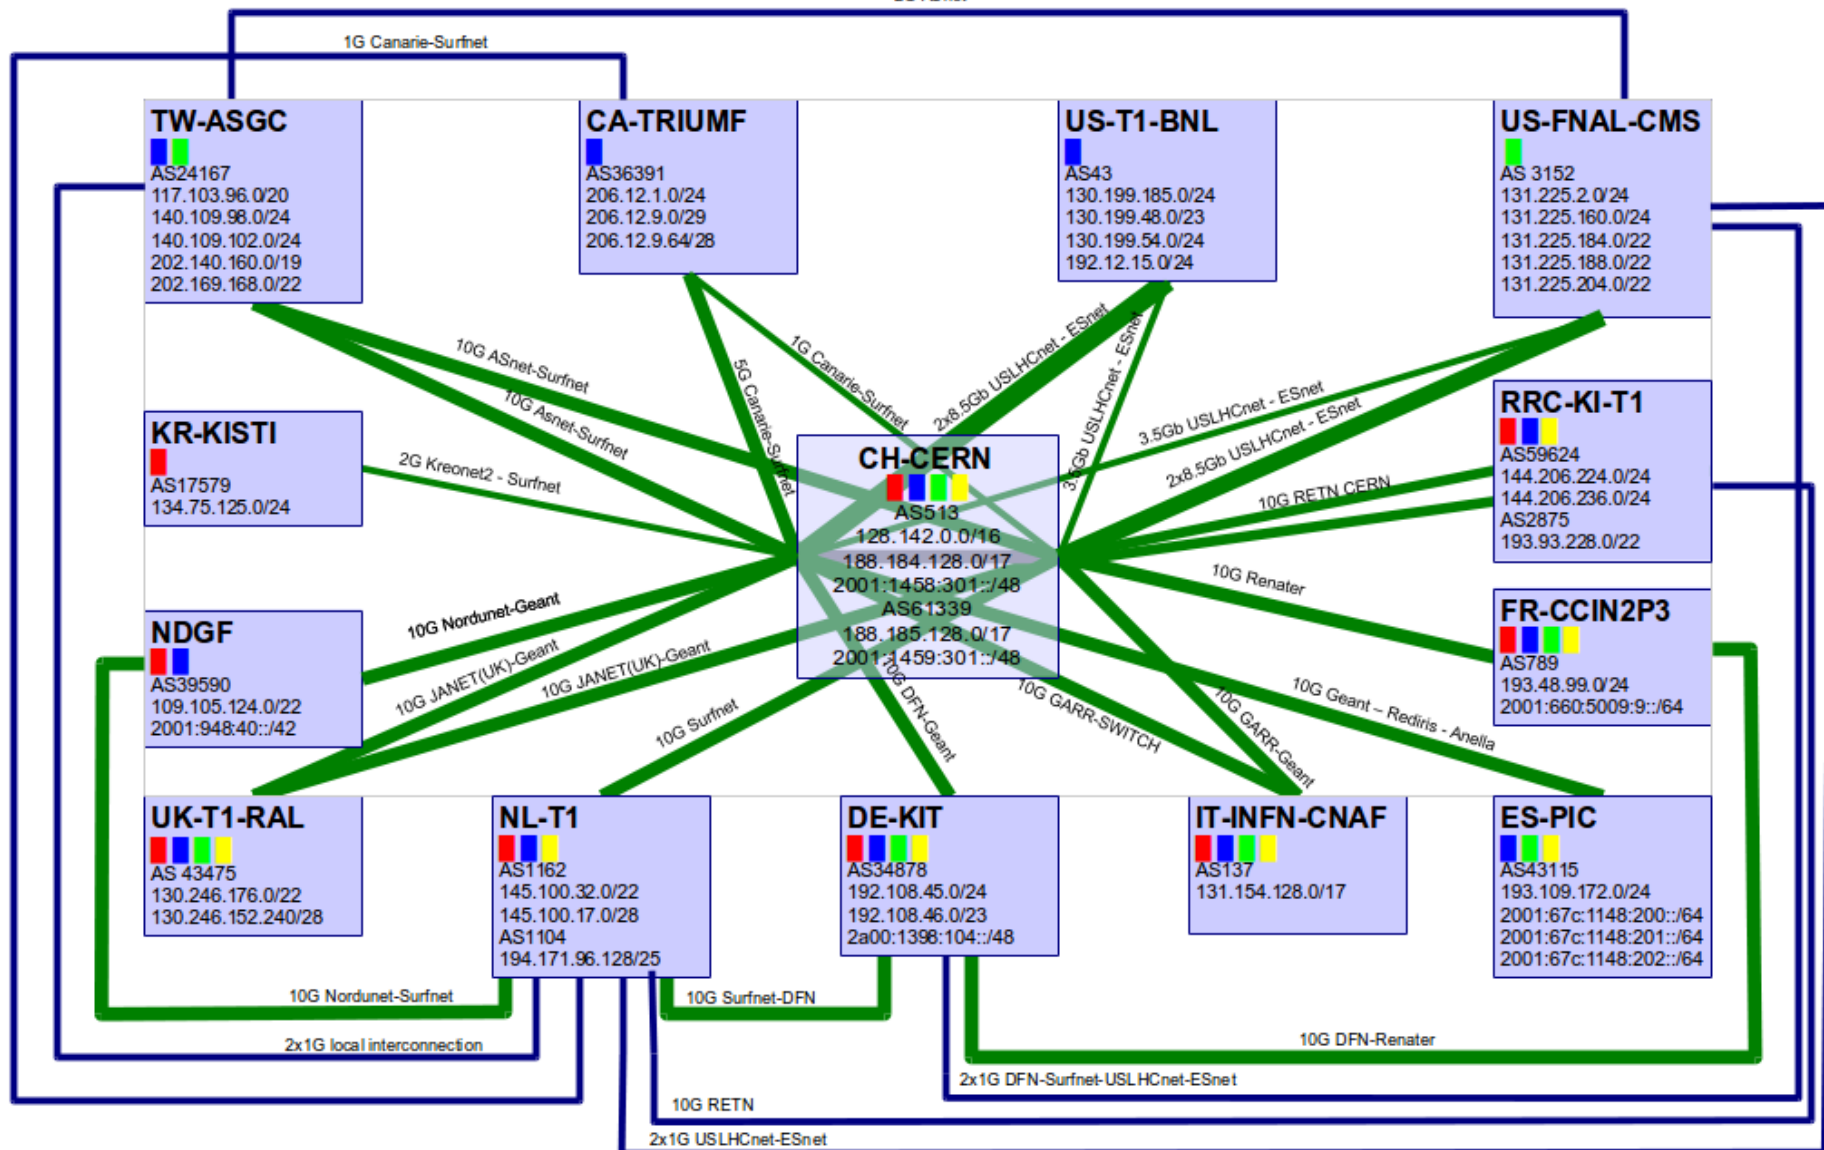 1G Canarie-Surfnet
TW-ASGC
AS24167
117.103.96.0/20
140.109.98.0/24
140.109.102.0/24
202.140.160.0/19
202.169.168.0/22
CA-TRIUMF
AS36391
206.12.1.0/24
206.12.9.0/29
206.12.9.64/28
US-T1-BNL
AS43
130.199.185.0/24
130.199.48.0/23
130.199.54.0/24
192.12.15.0/24
US-FNAL-CMS
AS 3152
131.225.2.0/24
131.225.160.0/24
131.225.184.0/22
131.225.188.0/22
131.225.204.0/22
10G ASnet-Surfnet
10G Asnet-Surfnet
5G Canarie-Surfnet
1G Canarie-Surfnet
2x8.5Gb USLHCnet - ESnet
3.5Gb USLHCnet - ESnet
3.5Gb USLHCnet - ESnet
2x8.5Gb USLHCnet - ESnet
KR-KISTI
AS17579
134.75.125.0/24
2G Kreonet2 - Surfnet
CH-CERN
AS513
128.142.0.0/16
188.184.128.0/17
2001:1458:301::/48
AS61339
188.185.128.0/17
2001:1459:301::/48
10G RETN CERN
RRC-KI-T1
AS59624
144.206.224.0/24
144.206.236.0/24
AS2875
193.93.228.0/22
10G Renater
NDGF
AS39590
109.105.124.0/22
2001:948:40::/42
10G Nordunet-Geant
10G JANET(UK)-Geant
10G JANET(UK)-Geant
10G Surfnet
10G DFN-Geant
10G GARR-SWITCH
10G GARR-Geant
10G Geant – Rediris - Anella
FR-CCIN2P3
AS789
193.48.99.0/24
2001:660:5009:9::/64
UK-T1-RAL
AS 43475
130.246.176.0/22
130.246.152.240/28
NL-T1
AS1162
145.100.32.0/22
145.100.17.0/28
AS1104
194.171.96.128/25
DE-KIT
AS34878
192.108.45.0/24
192.108.46.0/23
2a00:1398:104::/48
IT-INFN-CNAF
AS137
131.154.128.0/17
ES-PIC
AS43115
193.109.172.0/24
2001:67c:1148:200::/64
2001:67c:1148:201::/64
2001:67c:1148:202::/64
10G Nordunet-Surfnet
10G Surfnet-DFN
2x1G local interconnection
10G DFN-Renater
2x1G DFN-Surfnet-USLHCnet-ESnet
10G RETN
2x1G USLHCnet-ESnet